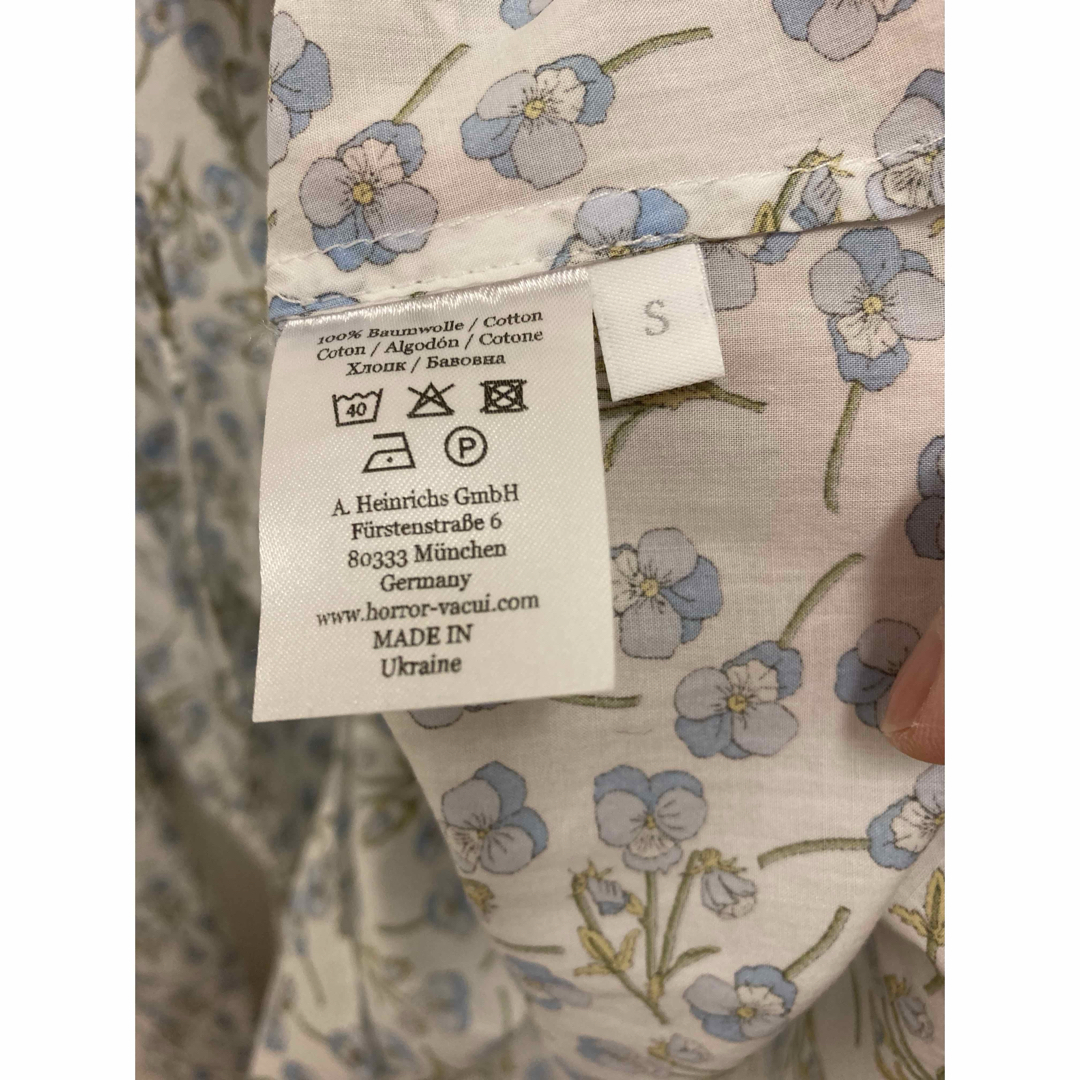 100% Baumwolle / Cotton
Coton / Algodón / Cotone
Хлопк / Бавовна
40
P
A. Heinrichs GmbH
Fürstenstraße 6
80333 München
Germany
www.horror-vacui.com
MADE IN
Ukraine
S